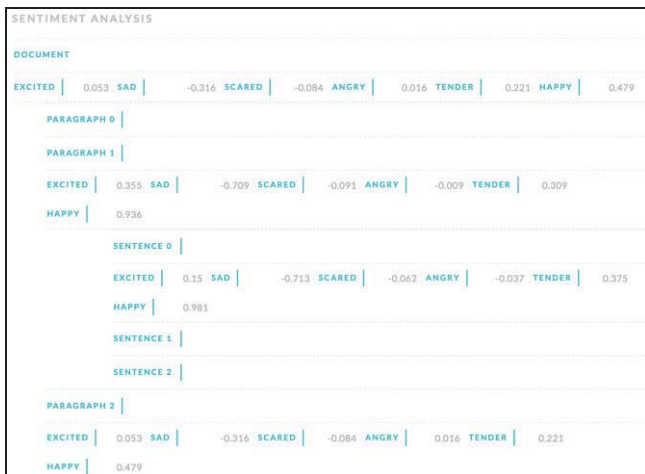 SENTIMENT ANALYSIS
DOCUMENT
EXCITED 0.053 SAD -0.316 SCARED -0.084 ANGRY 0.016 TENDER 0.221 HAPPY 0.479
PARAGRAPH 0
PARAGRAPH 1
EXCITED 0.355 SAD -0.709 SCARED -0.091 ANGRY -0.009 TENDER 0.309
HAPPY 0.936
SENTENCE 0
EXCITED 0.15 SAD -0.713 SCARED -0.062 ANGRY -0.037 TENDER 0.375
HAPPY 0.981
SENTENCE 1
SENTENCE 2
PARAGRAPH 2
EXCITED 0.053 SAD -0.316 SCARED -0.084 ANGRY 0.016 TENDER 0.221
HAPPY 0.479